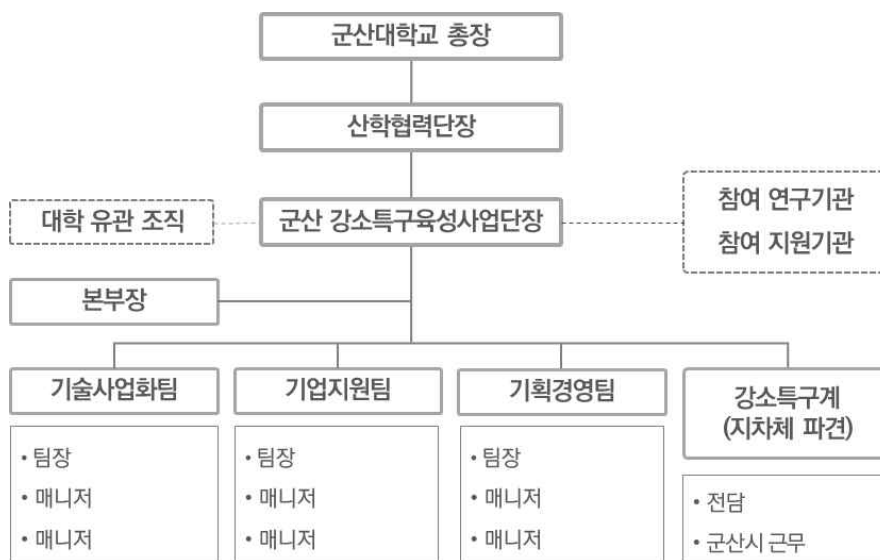 군산대학교 총장
산학협력단장
대학 유관 조직
군산 강소특구육성사업단장
참여 연구기관
참여 지원기관
본부장
기술사업화팀
• 팀장
• 매니저
• 매니저
기업지원팀
• 팀장
• 매니저
• 매니저
기획경영팀
• 팀장
• 매니저
• 매니저
강소특구계
(지차체 파견)
• 전담
• 군산시 근무